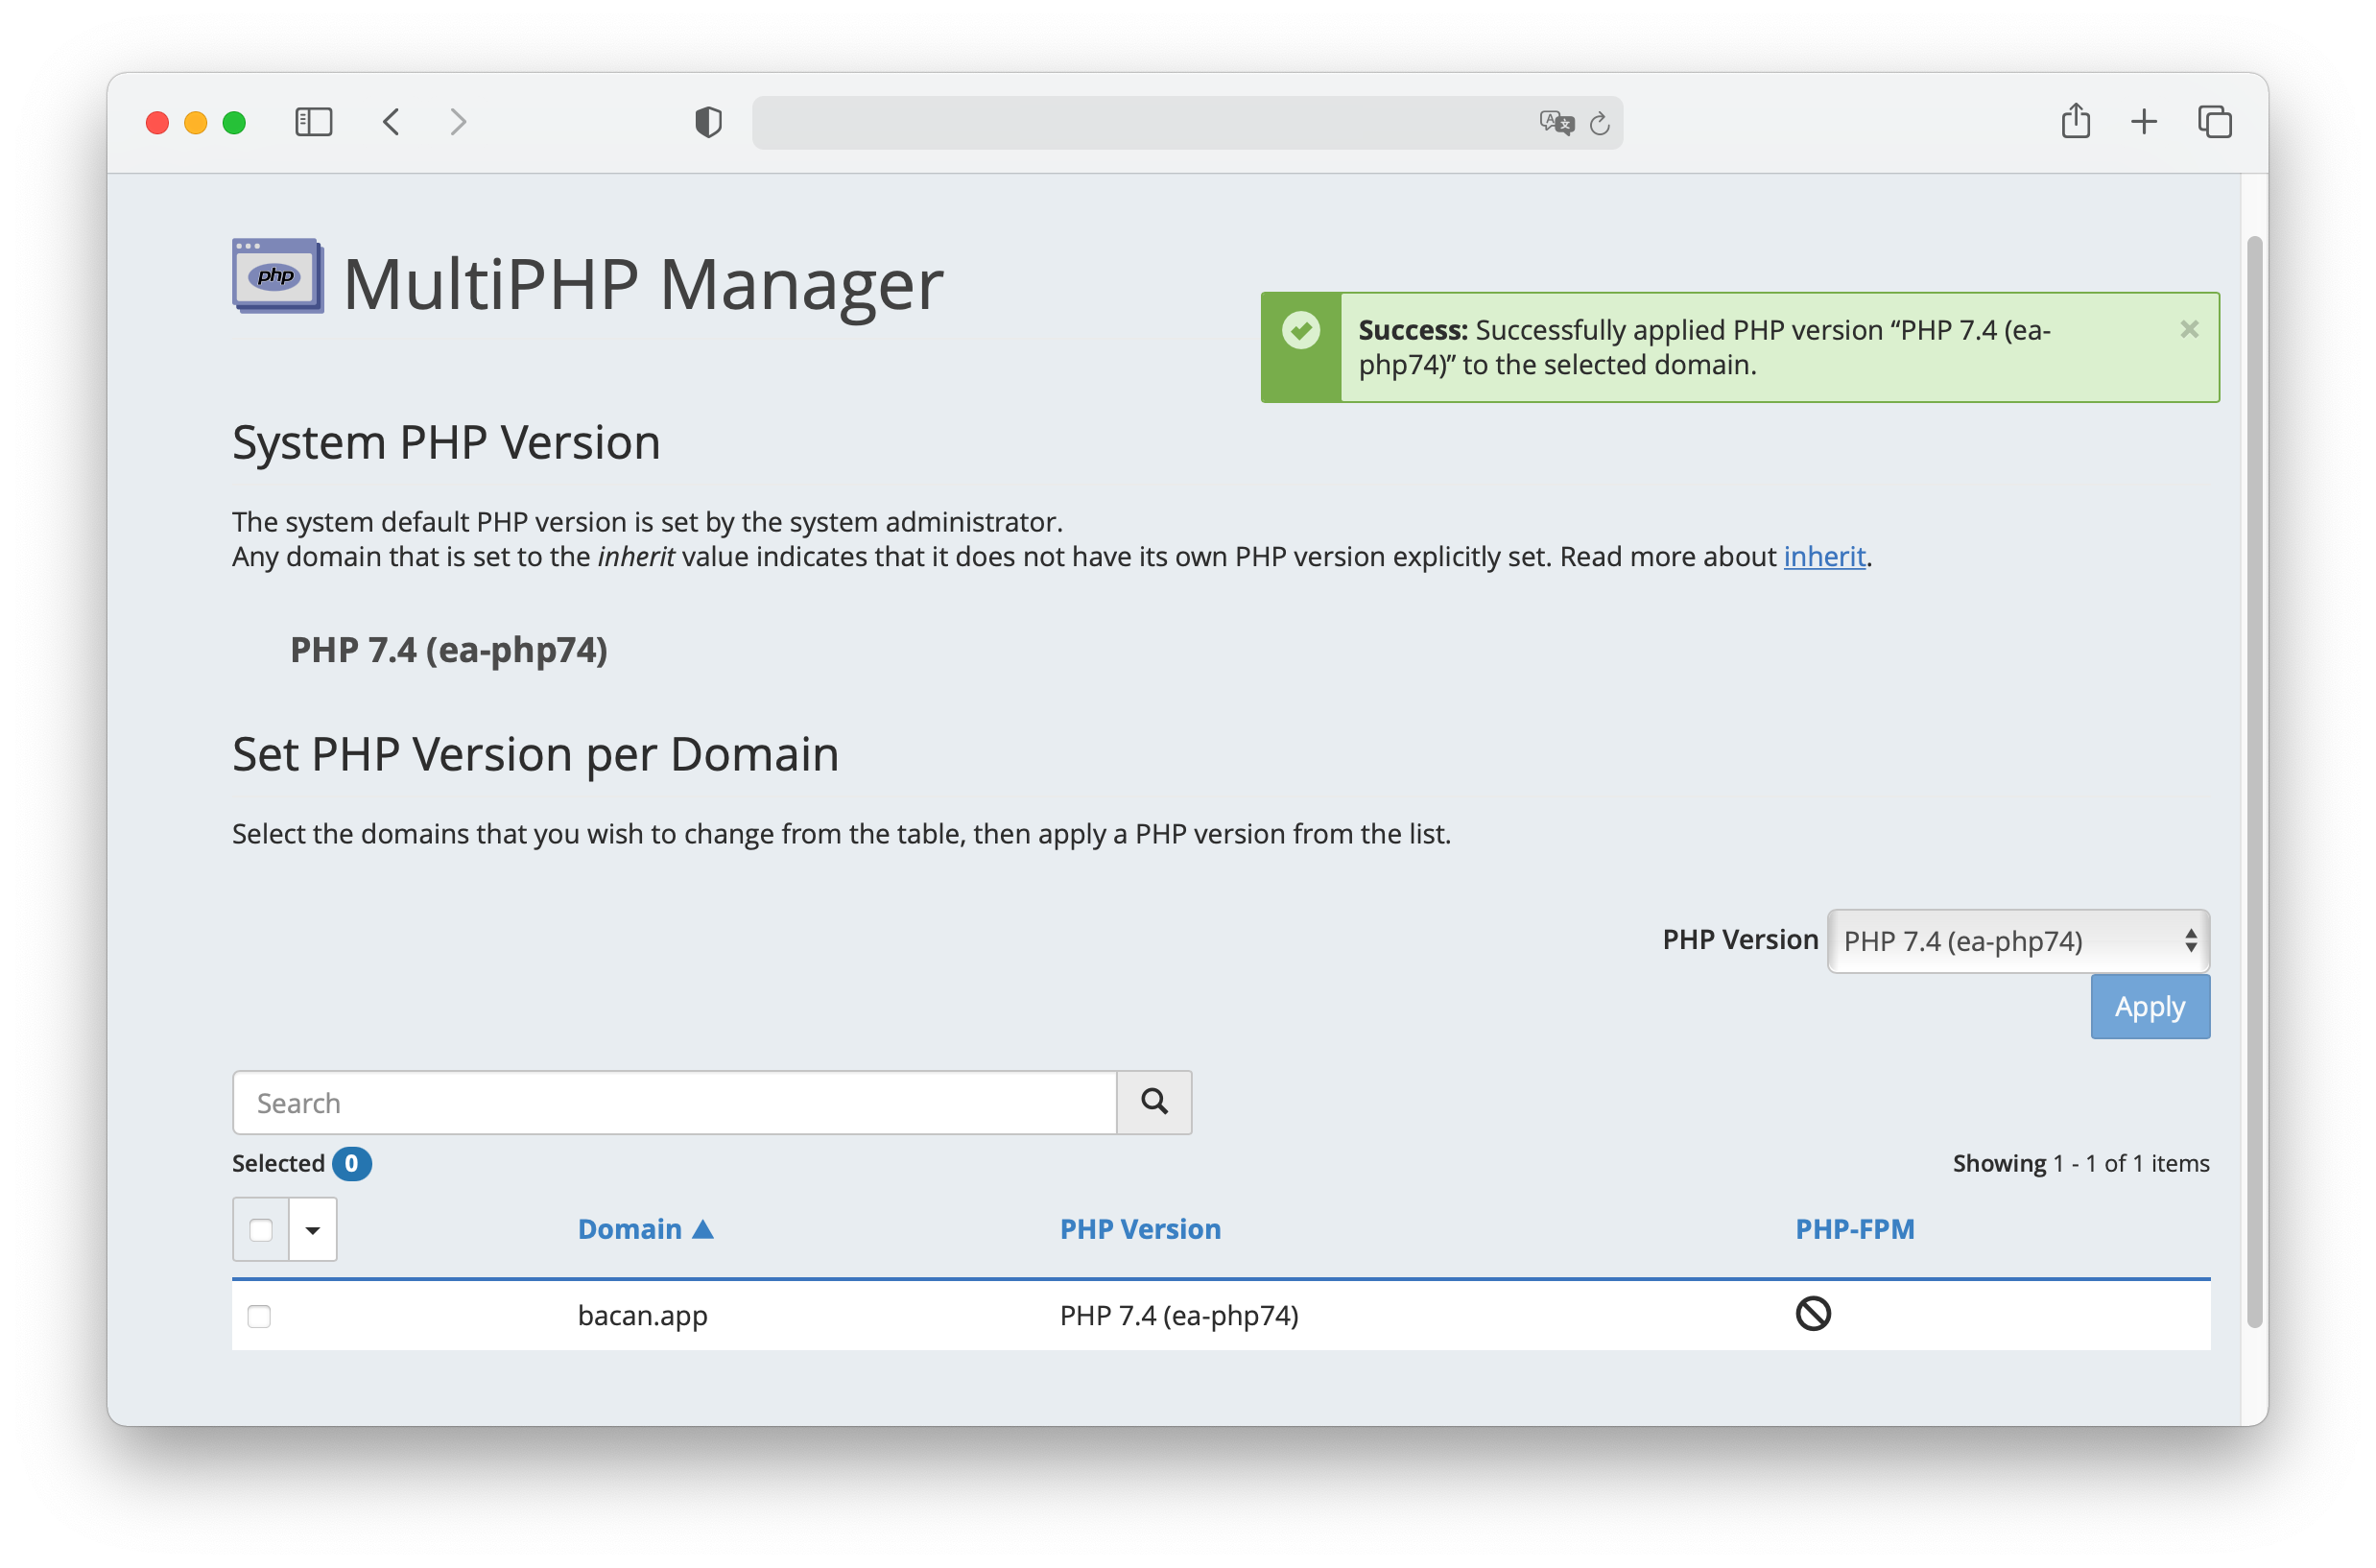 php
MultiPHP Manager
Success: Successfully applied PHP version “PHP 7.4 (ea-
php74)” to the selected domain.
System PHP Version
The system default PHP version is set by the system administrator.
Any domain that is set to the inherit value indicates that it does not have its own PHP version explicitly set. Read more about inherit.
PHP 7.4 (ea-php74)
Set PHP Version per Domain
Select the domains that you wish to change from the table, then apply a PHP version from the list.
PHP Version PHP 7.4 (ea-php74)
Apply
Search
Selected 0 Showing 1 - 1 of 1 items
Domain PHP Version PHP-FPM
bacan.app PHP 7.4 (ea-php74)